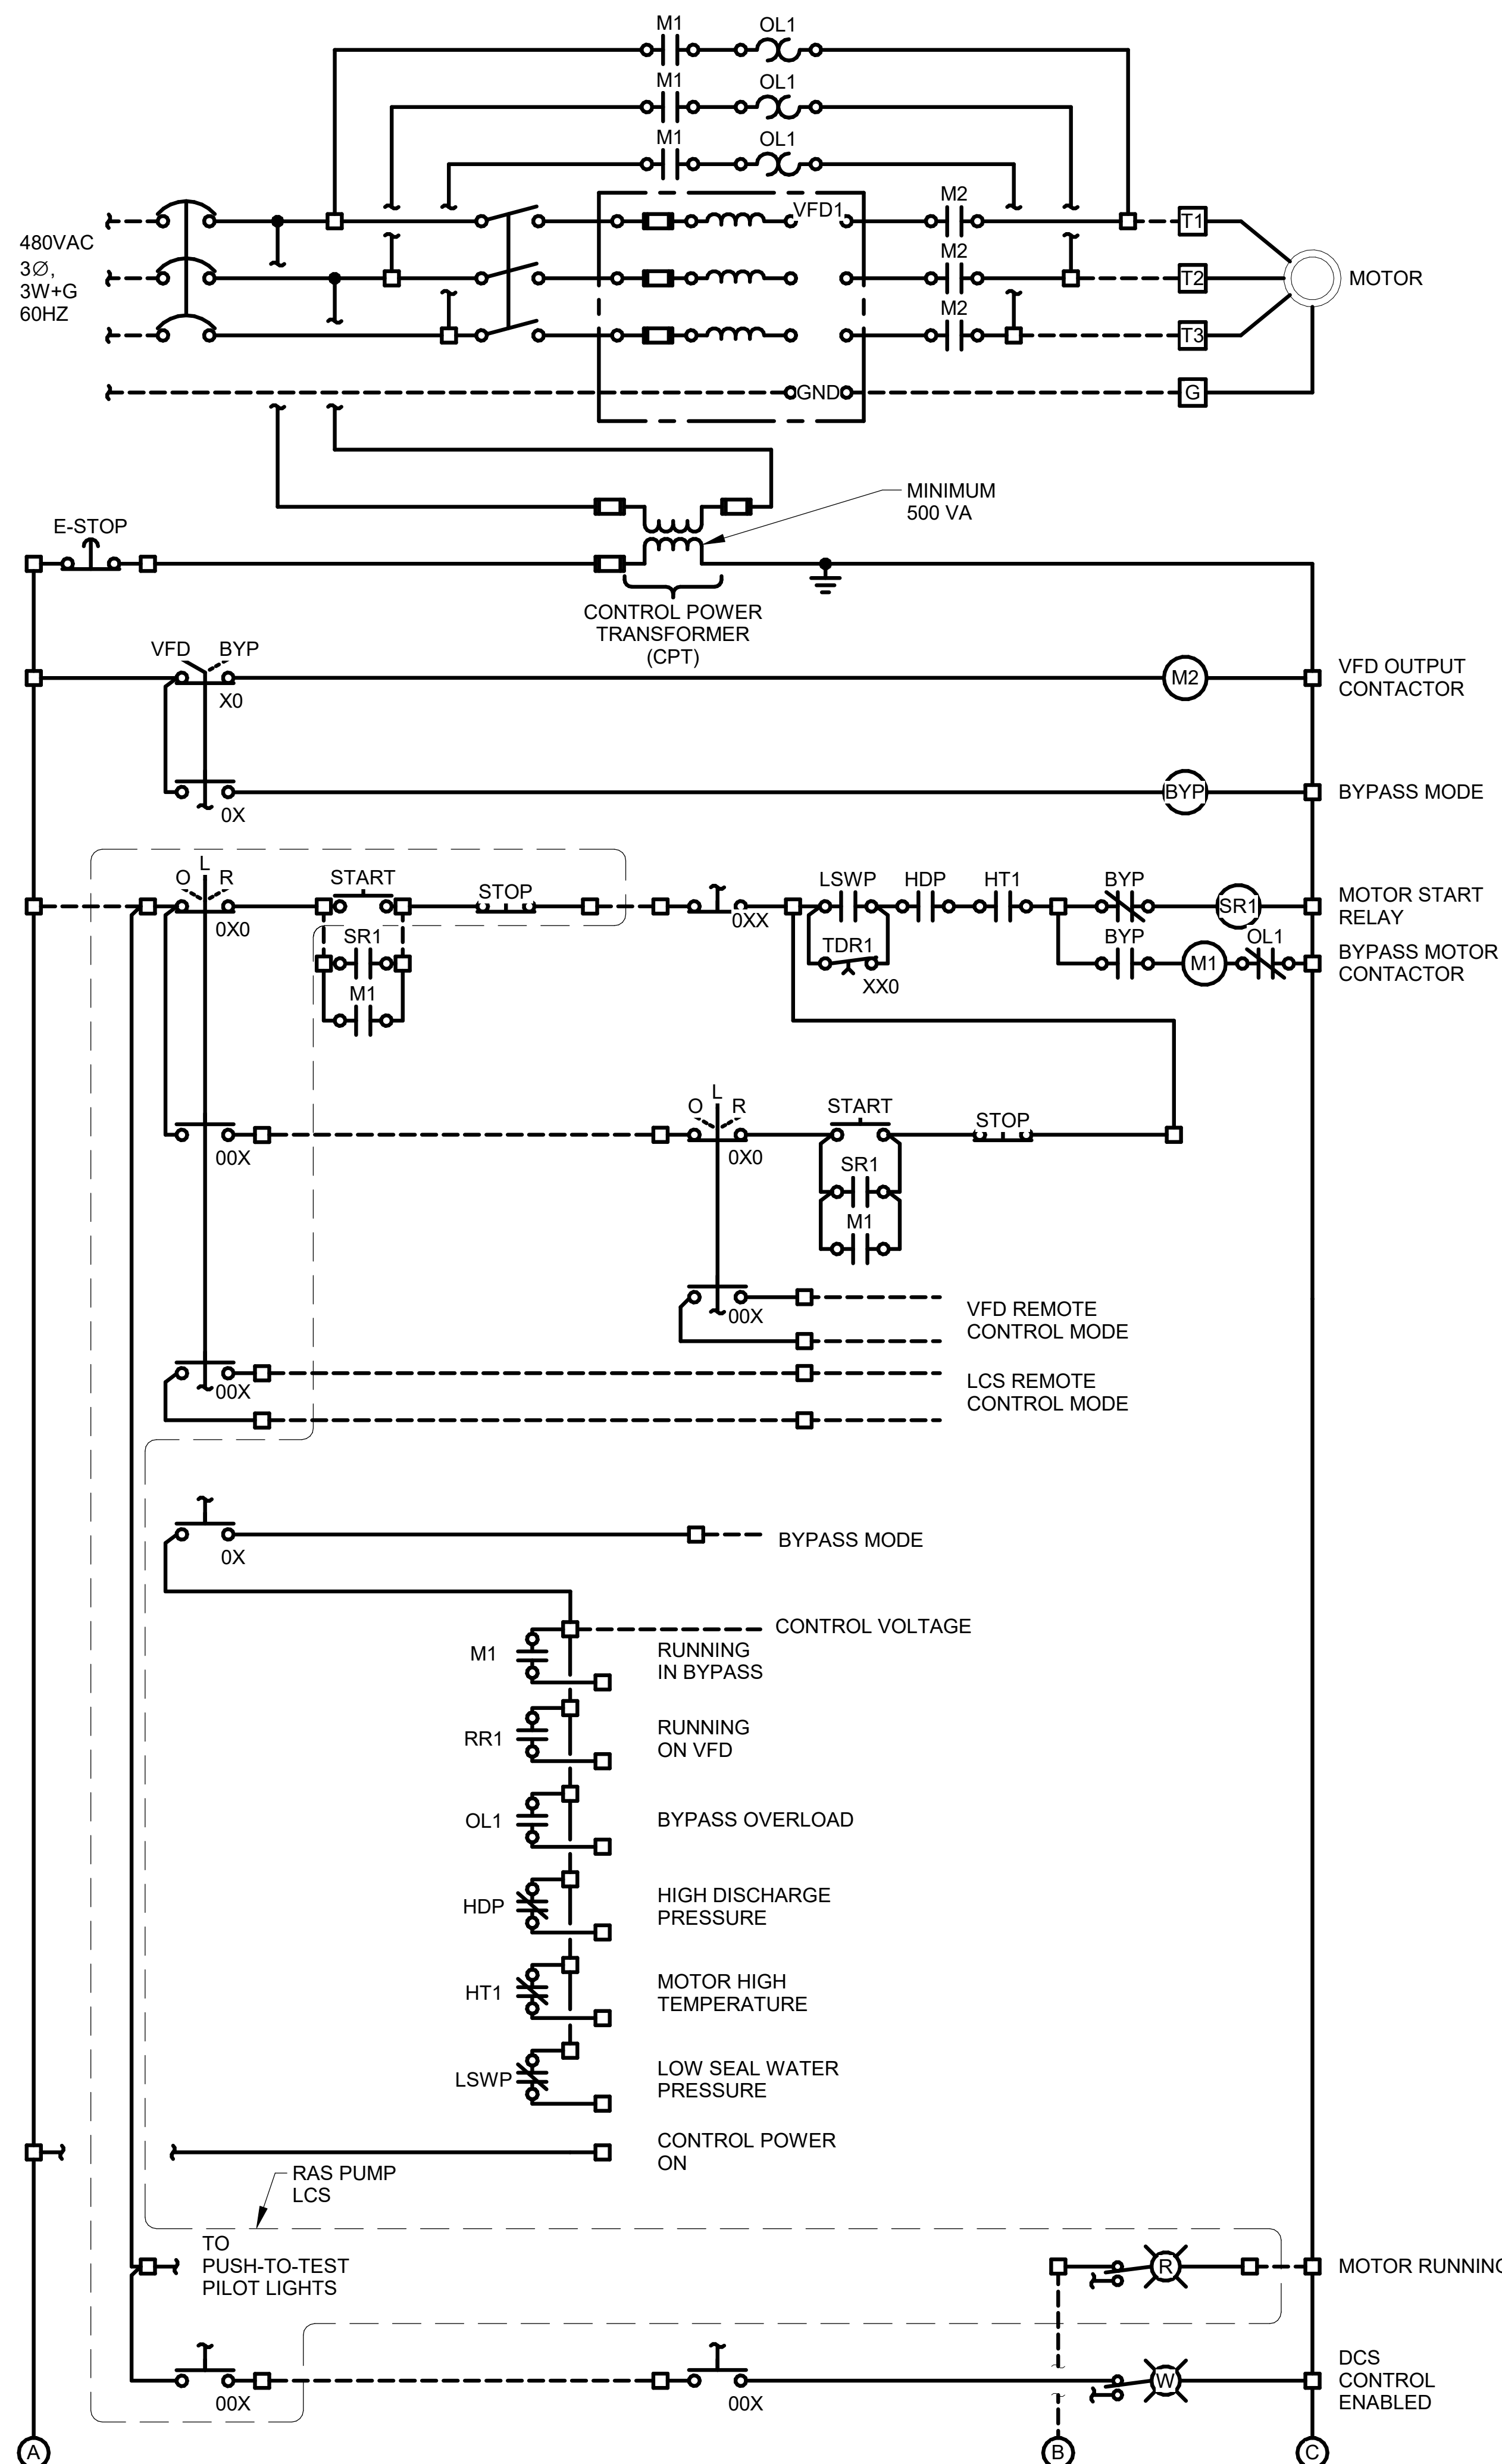 M1
OL1
M1
OL1
M1
OL1
480VAC
3∅,
3W+G
60HZ
VFD1
M2
M2
M2
T1
T2
T3
MOTOR
GND
G
MINIMUM
500 VA
E-STOP
CONTROL POWER
TRANSFORMER
(CPT)
VFD
BYP
X0
M2
VFD OUTPUT
CONTACTOR
0X
BYP
BYPASS MODE
L
O
R
0X0
START
STOP
0XX
LSWP
HDP
HT1
BYP
SR1
MOTOR START
RELAY
SR1
TDR1
XX0
BYP
M1
OL1
BYPASS MOTOR
CONTACTOR
M1
00X
L
O
R
0X0
START
STOP
SR1
M1
00X
VFD REMOTE
CONTROL MODE
00X
LCS REMOTE
CONTROL MODE
0X
BYPASS MODE
CONTROL VOLTAGE
M1
RUNNING
IN BYPASS
RR1
RUNNING
ON VFD
OL1
BYPASS OVERLOAD
HDP
HIGH DISCHARGE
PRESSURE
HT1
MOTOR HIGH
TEMPERATURE
LSWP
LOW SEAL WATER
PRESSURE
CONTROL POWER
ON
RAS PUMP
LCS
TO
PUSH-TO-TEST
PILOT LIGHTS
R
MOTOR RUNNING
00X
00X
W
DCS
CONTROL
ENABLED
A
B
C